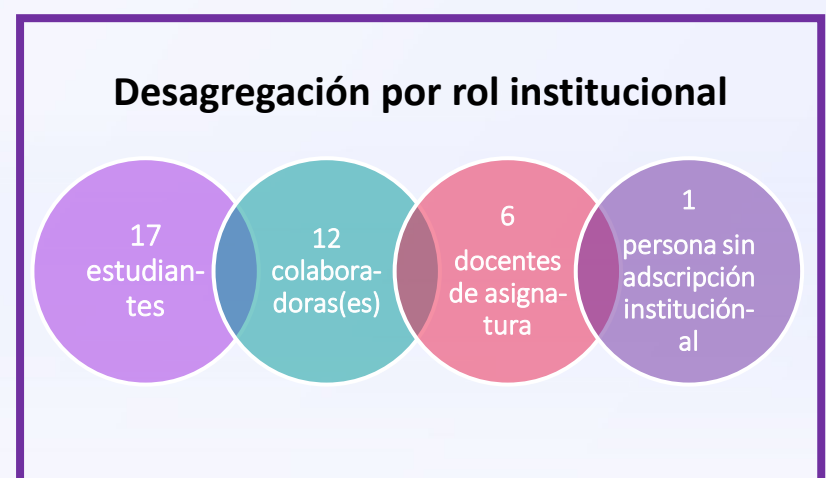 Desagregación por rol institucional
17
estudian-
tes
12
colabora-
doras(es)
6
docentes
de asigna-
tura
1
persona sin
adscripción
institución-
al